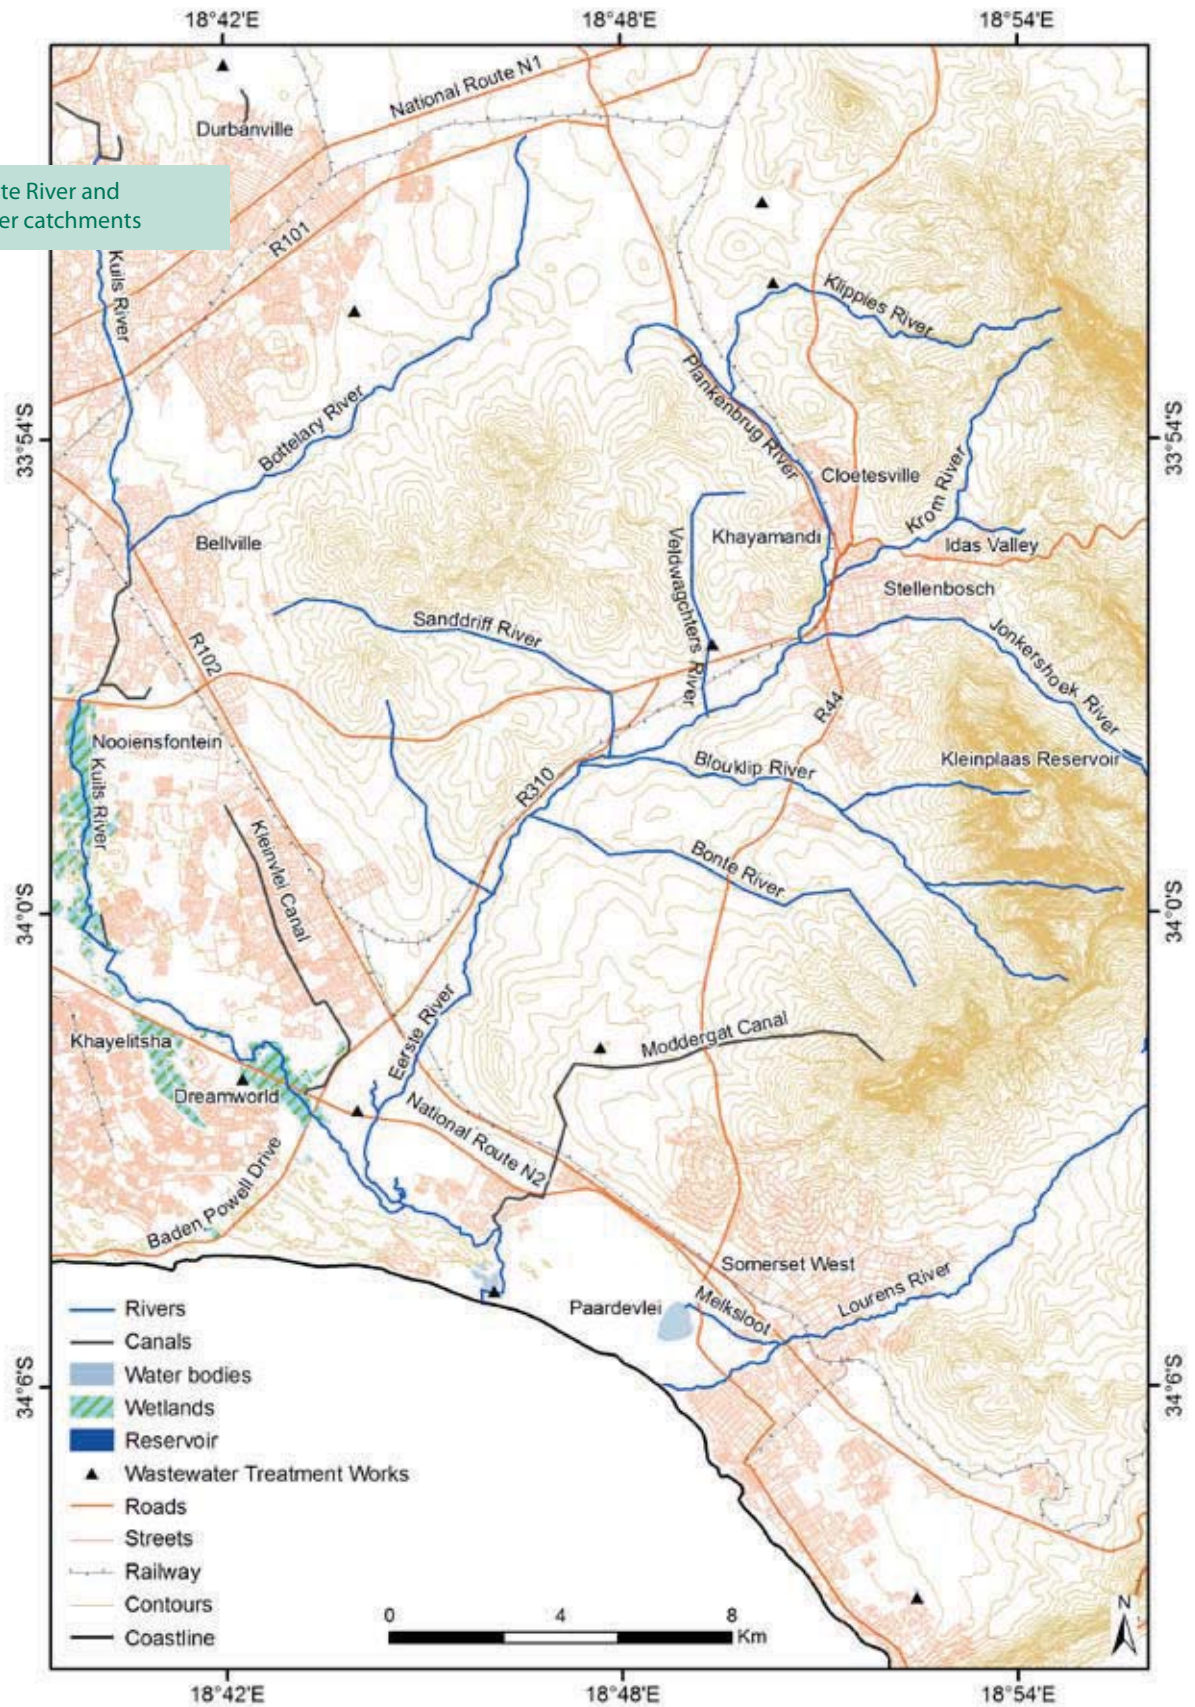 18°42'E
18°48'E
18°54'E
National Route N1
Durbanville
te River and
er catchments
R101
Kuils River
Klippies River
Plankenbrug River
33°54'S
33°54'S
Bottelary River
Cloetesville
Krom River
Bellville
Veldwagchters River
Khayamandi
Idas Valley
Stellenbosch
Sanddriff River
Jonkershoek River
R102
R44
Nooiensfontein
Kuils River
Blouklip River
Kleinplaas Reservoir
R310
Kleinvlei Canal
Bonte River
34°0'S
34°0'S
Eerste River
Khayelitsha
Moddergat Canal
Dreamworld
National Route N2
Baden Powell Drive
Somerset West
Lourens River
Paardevlei
Melksloot
34°6'S
34°6'S
Rivers
Canals
Water bodies
Wetlands
Reservoir
Wastewater Treatment Works
Roads
Streets
Railway
Contours
Coastline
0 4 8
Km
N
18°42'E
18°48'E
18°54'E